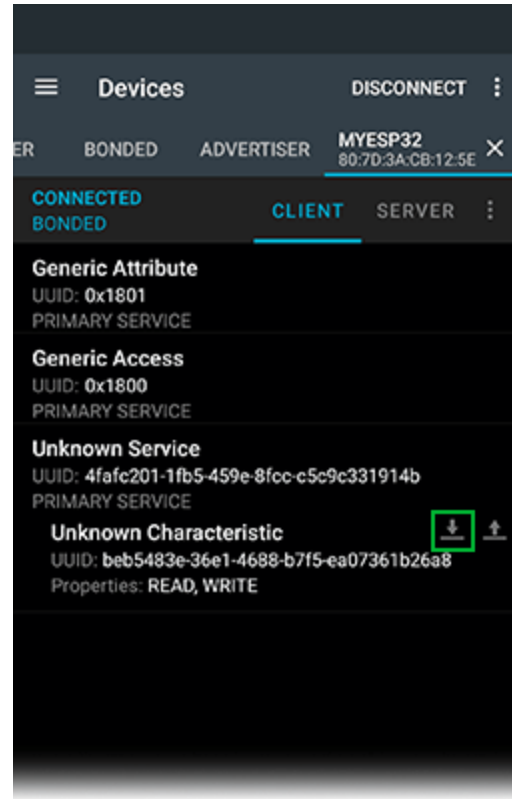 Devices DISCONNECT
ER BONDED ADVERTISER MYESP32
80:7D:3A:CB:12:5E
CONNECTED
BONDED
CLIENT SERVER
Generic Attribute
UUID: 0x1801
PRIMARY SERVICE
Generic Access
UUID: 0x1800
PRIMARY SERVICE
Unknown Service
UUID: 4fafc201-1fb5-459e-8fcc-c5c9c331914b
PRIMARY SERVICE
Unknown Characteristic
UUID: beb5483e-36e1-4688-b7f5-ea07361b26a8
Properties: READ, WRITE